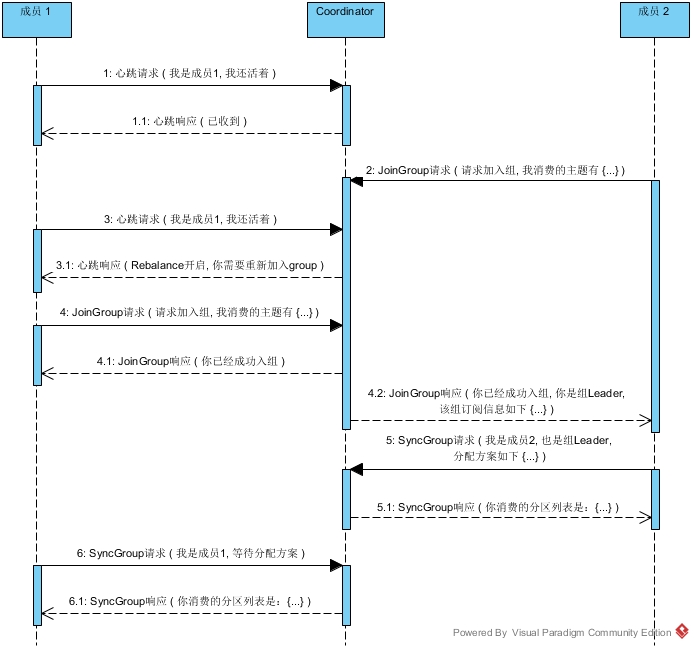 成员 1
Coordinator
成员 2
1: 心跳请求 ( 我是成员1, 我还活着 )
1.1: 心跳响应 ( 已收到 )
2: JoinGroup请求 ( 请求加入组, 我消费的主题有 {...} )
3: 心跳请求 ( 我是成员1, 我还活着 )
3.1: 心跳响应 ( Rebalance开启, 你需要重新加入group )
4: JoinGroup请求 ( 请求加入组, 我消费的主题有 {...} )
4.1: JoinGroup响应 ( 你已经成功入组 )
4.2: JoinGroup响应 ( 你已经成功入组, 你是组Leader,
该组订阅信息如下 {...} )
5: SyncGroup请求 ( 我是成员2, 也是组Leader,
分配方案如下 {...} )
5.1: SyncGroup响应 ( 你消费的分区列表是：{...} )
6: SyncGroup请求 ( 我是成员1, 等待分配方案 )
6.1: SyncGroup响应 ( 你消费的分区列表是：{...} )
Powered By Visual Paradigm Community Edition